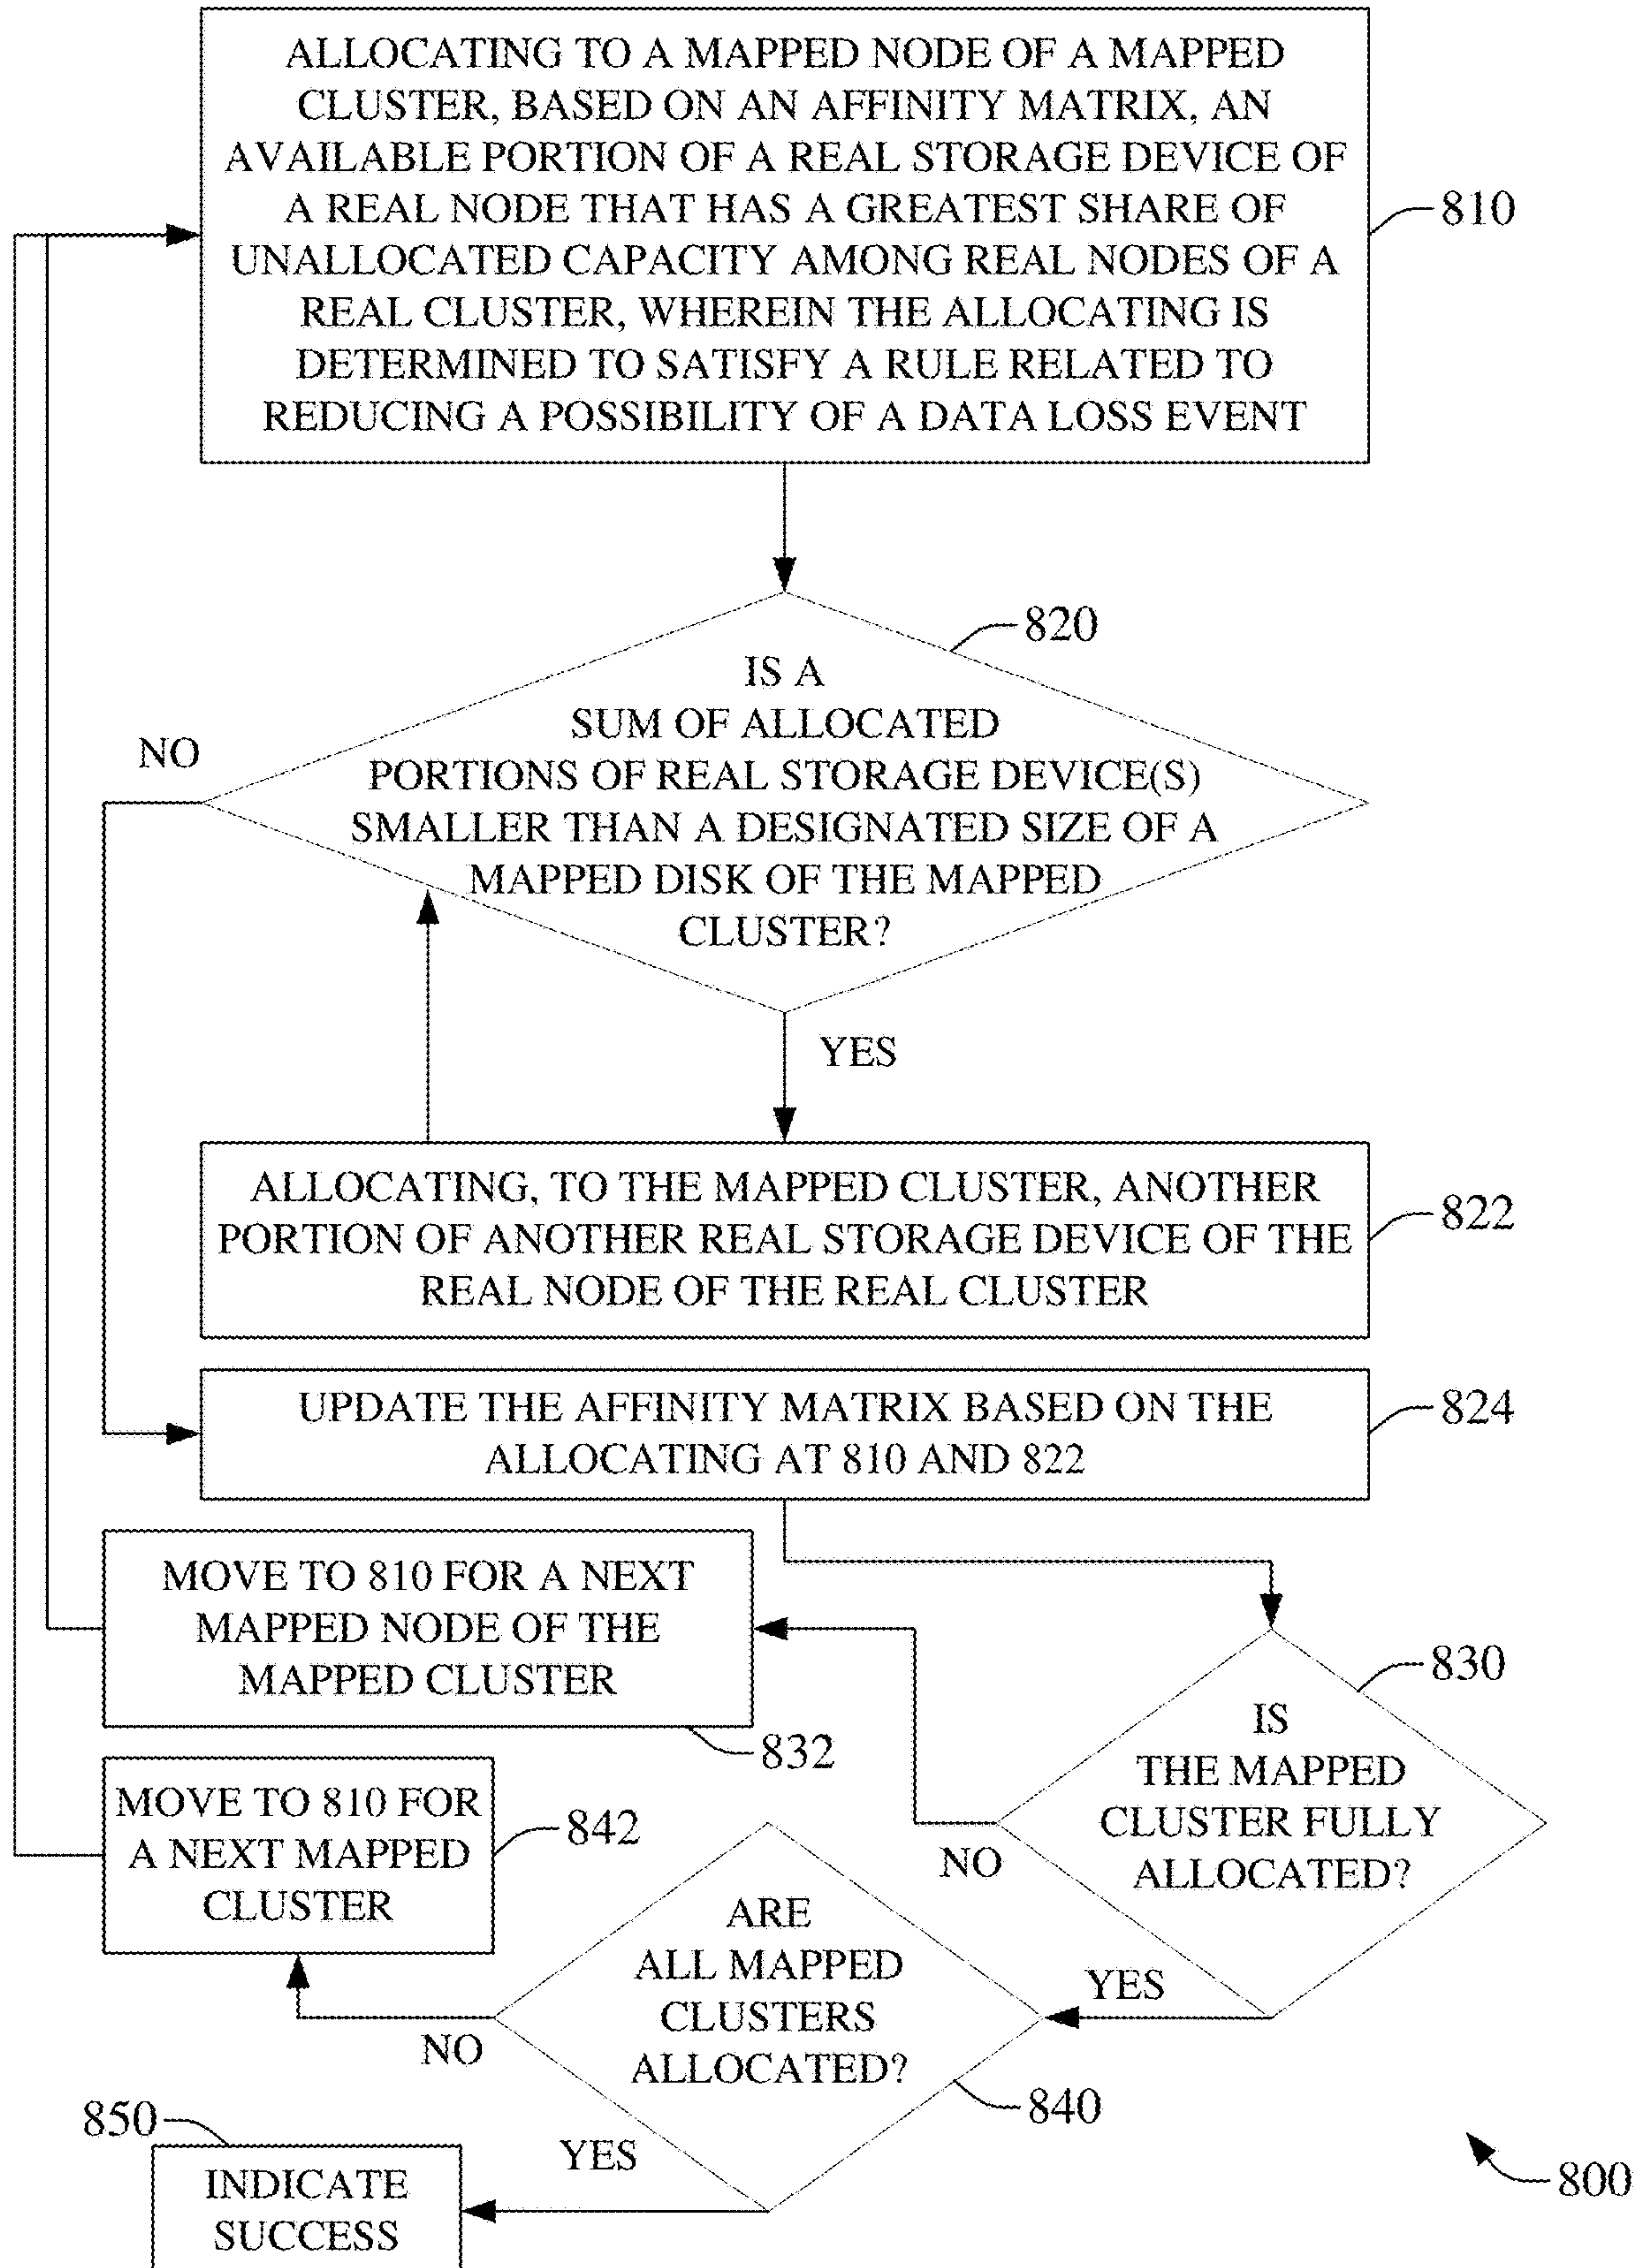 ALLOCATING TO A MAPPED NODE OF A MAPPED
CLUSTER, BASED ON AN AFFINITY MATRIX, AN
AVAILABLE PORTION OF A REAL STORAGE DEVICE OF
A REAL NODE THAT HAS A GREATEST SHARE OF
UNALLOCATED CAPACITY AMONG REAL NODES OF A
REAL CLUSTER, WHEREIN THE ALLOCATING IS
DETERMINED TO SATISFY A RULE RELATED TO
REDUCING A POSSIBILITY OF A DATA LOSS EVENT
810
820
IS A
SUM OF ALLOCATED
PORTIONS OF REAL STORAGE DEVICE(S)
SMALLER THAN A DESIGNATED SIZE OF A
MAPPED DISK OF THE MAPPED
CLUSTER?
NO
YES
ALLOCATING, TO THE MAPPED CLUSTER, ANOTHER
PORTION OF ANOTHER REAL STORAGE DEVICE OF THE
REAL NODE OF THE REAL CLUSTER
822
UPDATE THE AFFINITY MATRIX BASED ON THE
ALLOCATING AT 810 AND 822
824
MOVE TO 810 FOR A NEXT
MAPPED NODE OF THE
MAPPED CLUSTER
832
830
IS
THE MAPPED
CLUSTER FULLY
ALLOCATED?
NO
YES
MOVE TO 810 FOR
A NEXT MAPPED
CLUSTER
842
ARE
ALL MAPPED
CLUSTERS
ALLOCATED?
NO
840
YES
850
INDICATE
SUCCESS
800